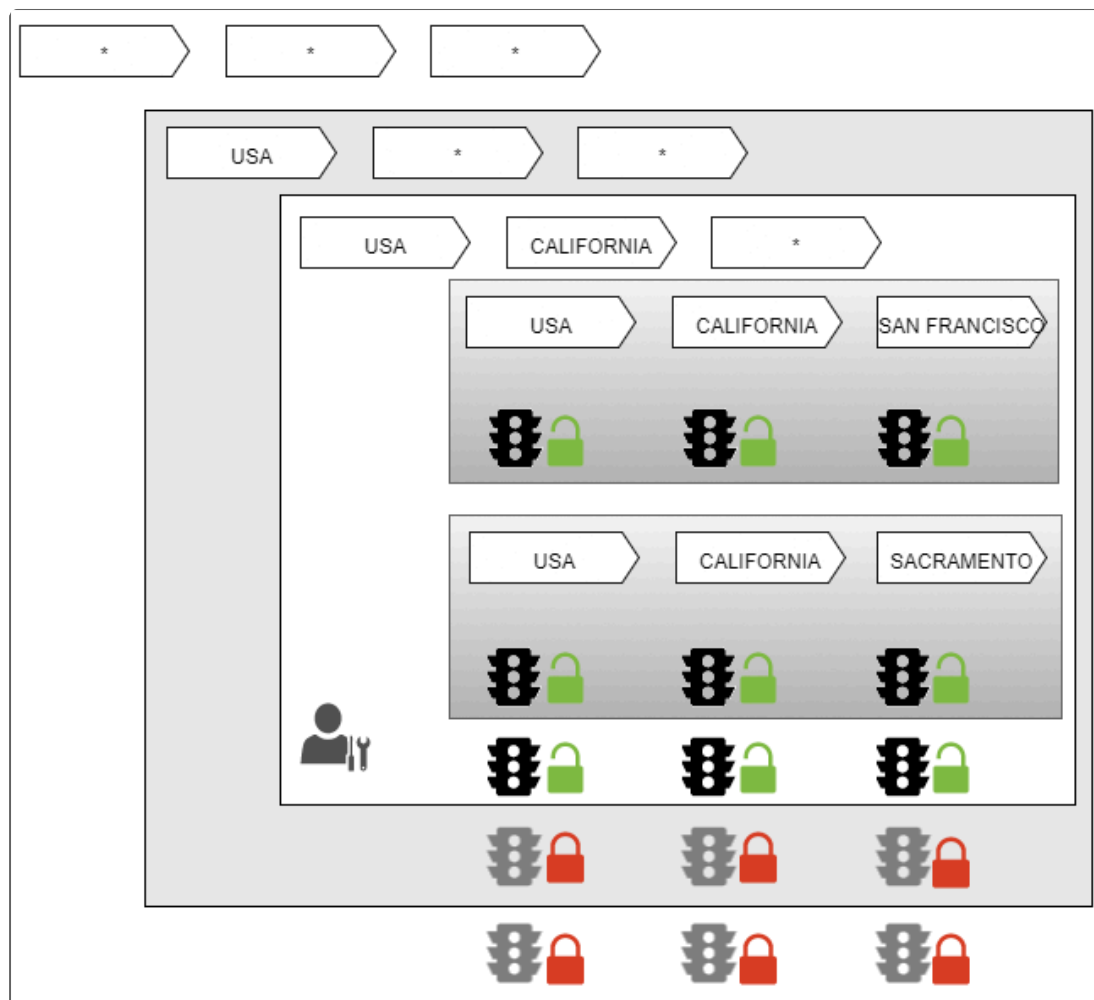 * * *
USA * *
USA CALIFORNIA *
USA CALIFORNIA SAN FRANCISCO
USA CALIFORNIA SACRAMENTO